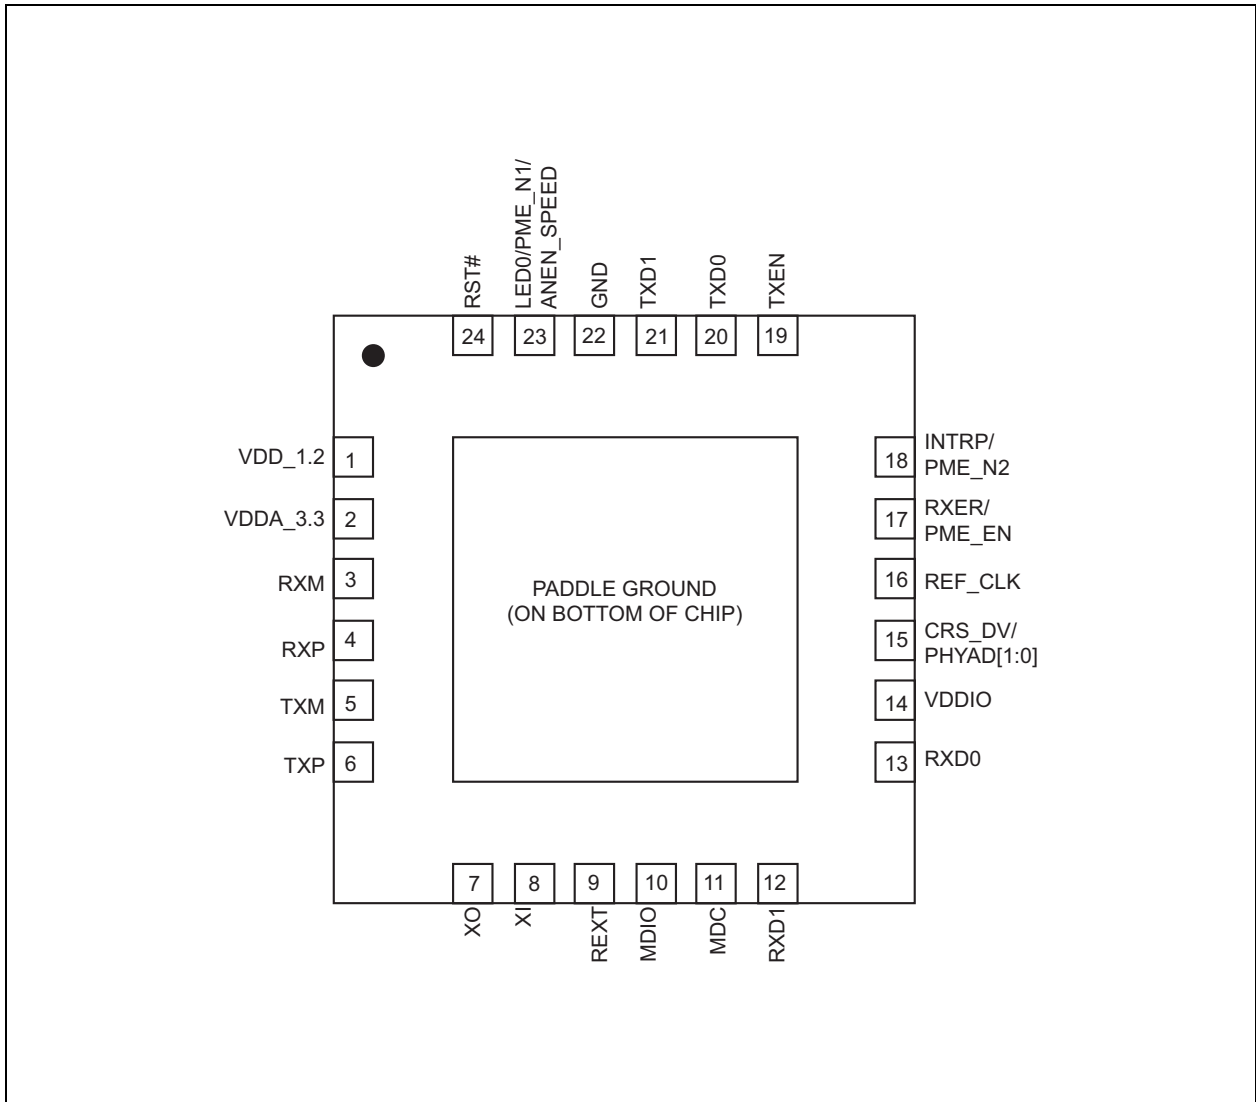 RST#
LED0/PME_N1/
ANEN_SPEED
GND
TXD1
TXD0
TXEN
24
23
22
21
20
19
VDD_1.2
1
VDDA_3.3
2
RXM
3
RXP
4
TXM
5
TXP
6
PADDLE GROUND
(ON BOTTOM OF CHIP)
18
INTRP/
PME_N2
17
RXER/
PME_EN
16
REF_CLK
15
CRS_DV/
PHYAD[1:0]
14
VDDIO
13
RXD0
7
8
9
10
11
12
XO
XI
REXT
MDIO
MDC
RXD1